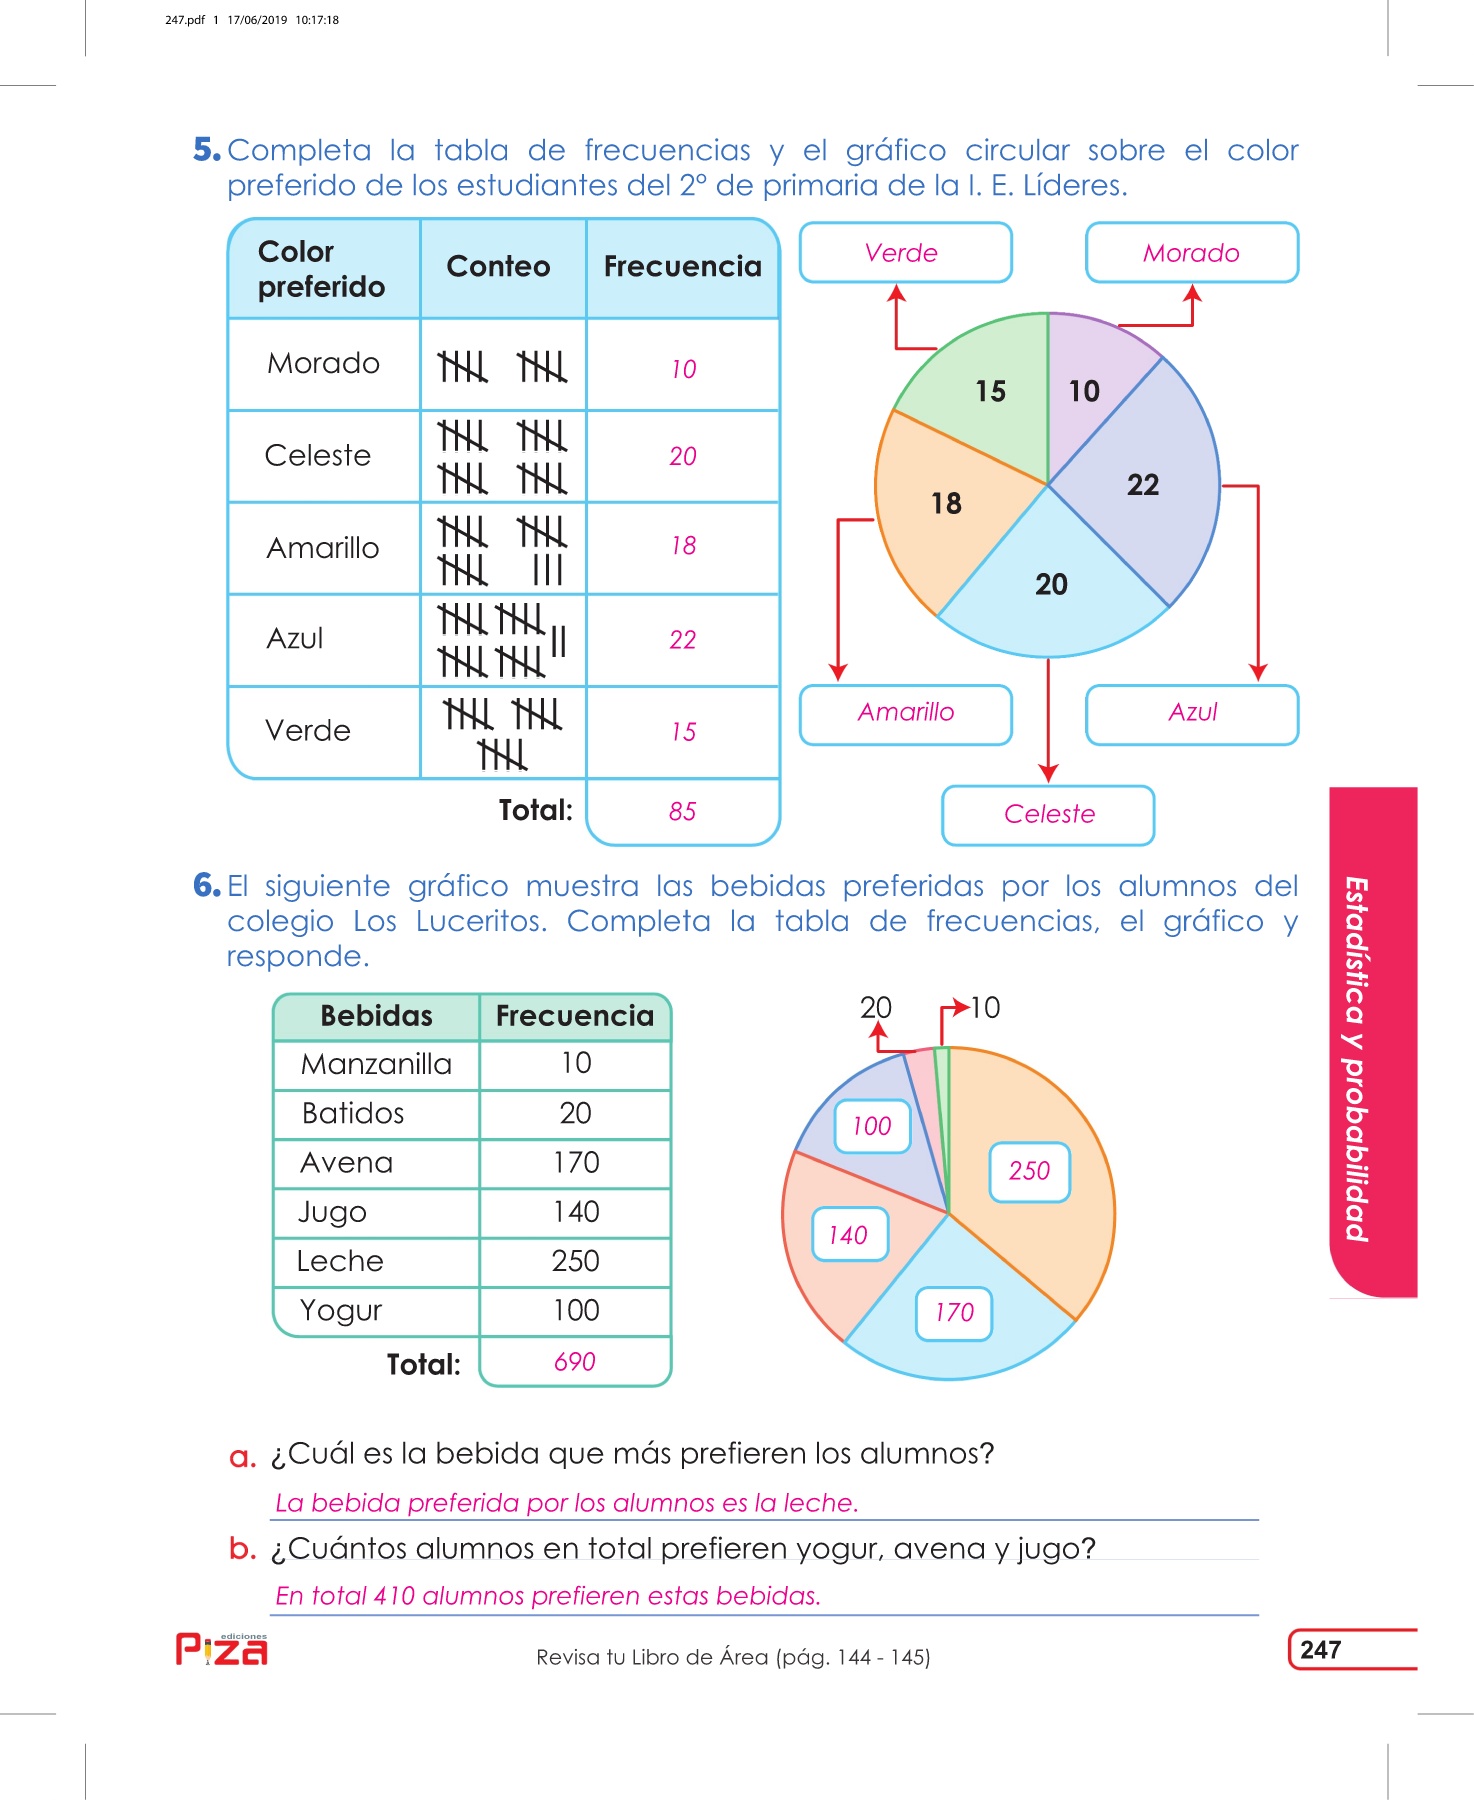 247.pdf 1 17/06/2019 10:17:18
5. Completa la tabla de frecuencias y el gráfico circular sobre el color
preferido de los estudiantes del 2° de primaria de la I. E. Líderes.
Color preferido Conteo Frecuencia
Morado 10
Celeste 20
Amarillo 18
Azul 22
Verde 15
Total: 85
Verde Morado
15 10
22
18
20
Amarillo Azul
Celeste
6. El siguiente gráfico muestra las bebidas preferidas por los alumnos del
colegio Los Luceritos. Completa la tabla de frecuencias, el gráfico y
responde.
Bebidas Frecuencia
Manzanilla 10
Batidos 20
Avena 170
Jugo 140
Leche 250
Yogur 100
Total: 690
20 10
100
250
140
170
a. ¿Cuál es la bebida que más prefieren los alumnos?
La bebida preferida por los alumnos es la leche.
b. ¿Cuántos alumnos en total prefieren yogur, avena y jugo?
En total 410 alumnos prefieren estas bebidas.
Estadística y probabilidad
ediciones
Piza
Revisa tu Libro de Área (pág. 144 - 145)
247